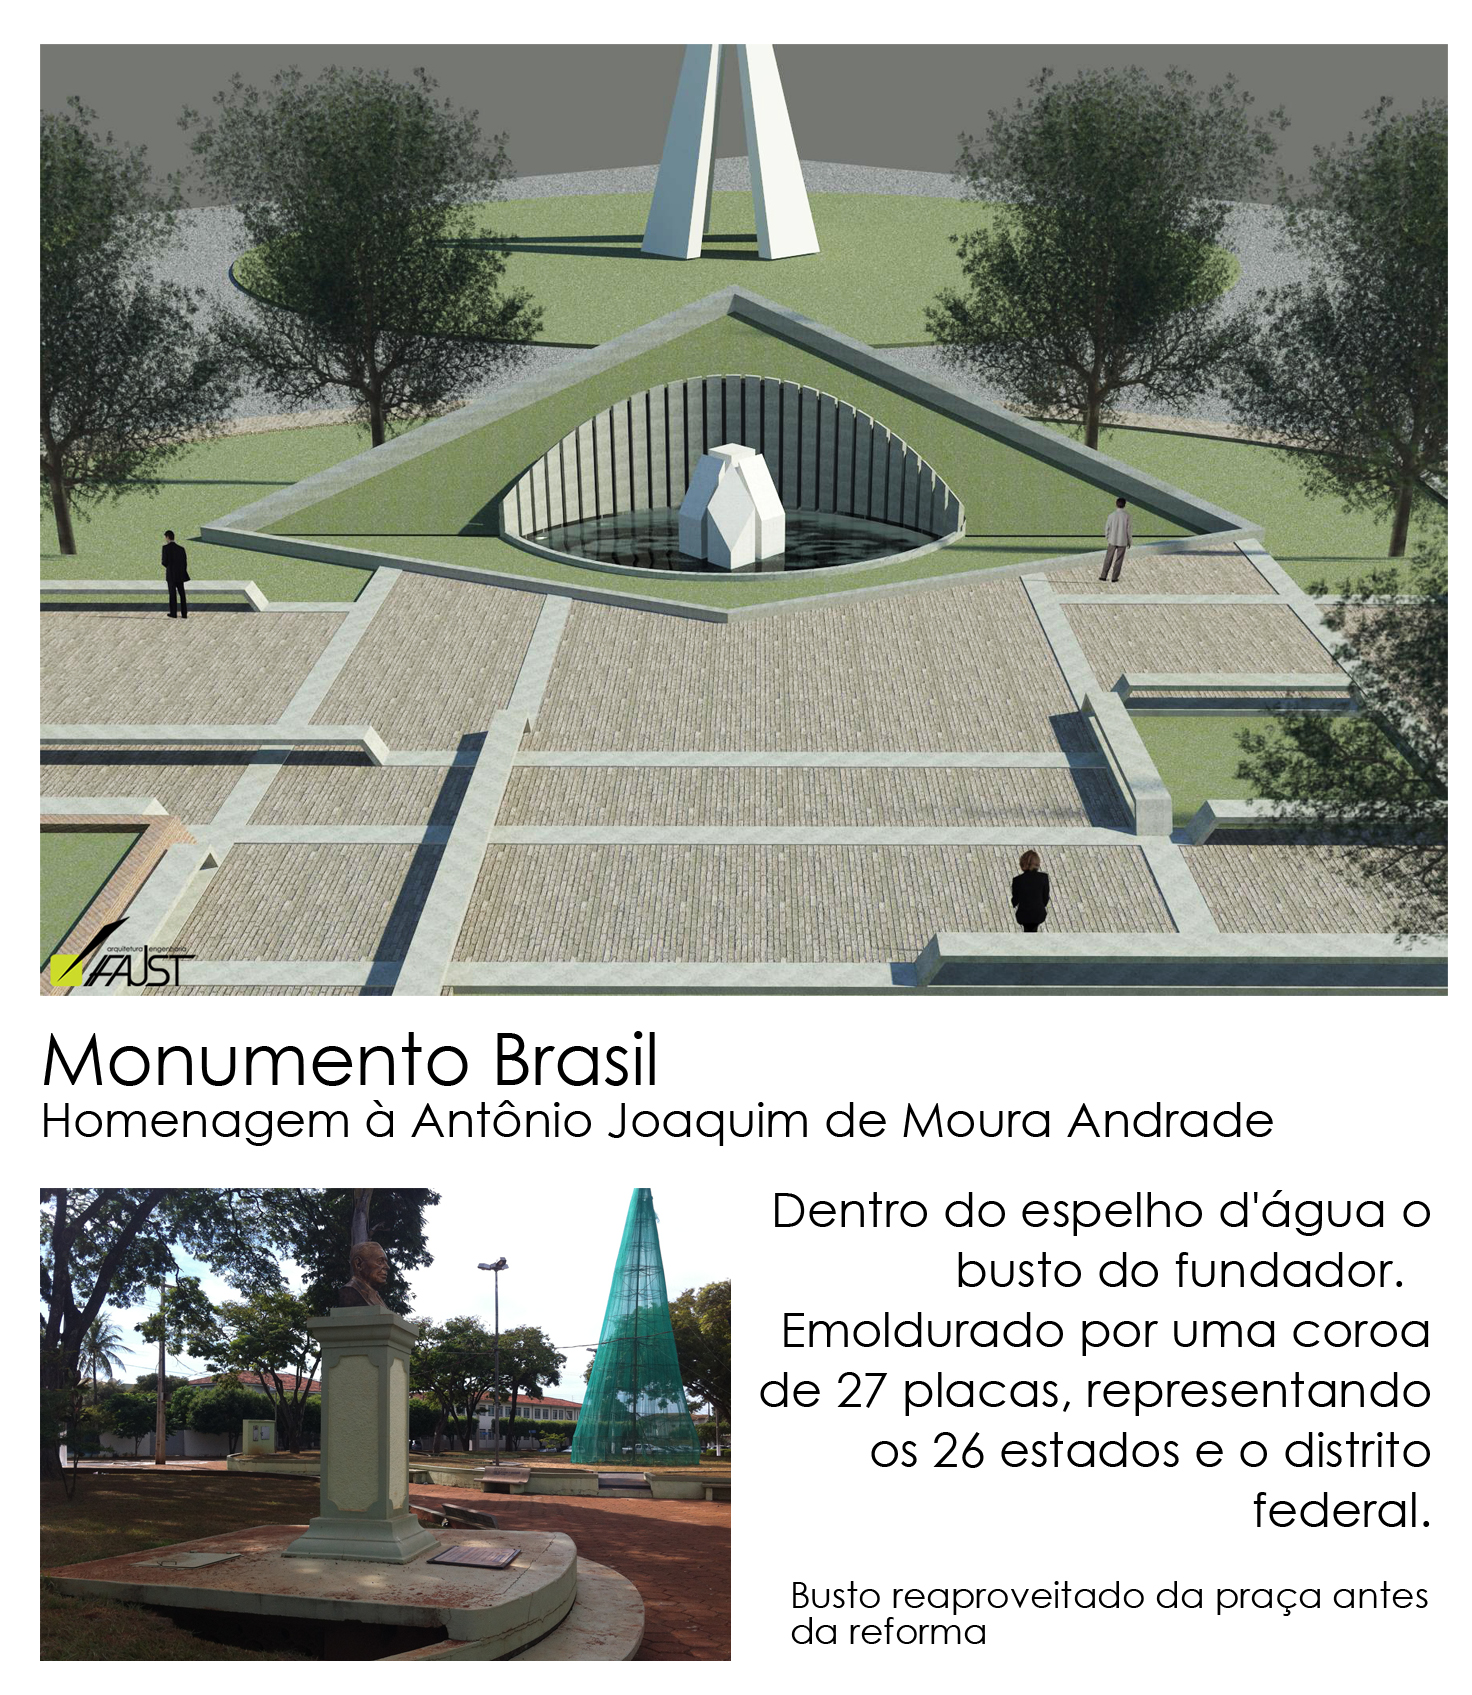 arquitetura engenharia
FAJST
Monumento Brasil
Homenagem à Antônio Joaquim de Moura Andrade
Dentro do espelho d'água o
busto do fundador.
Emoldurado por uma coroa
de 27 placas, representando
os 26 estados e o distrito
federal.
Busto reaproveitado da praça antes
da reforma